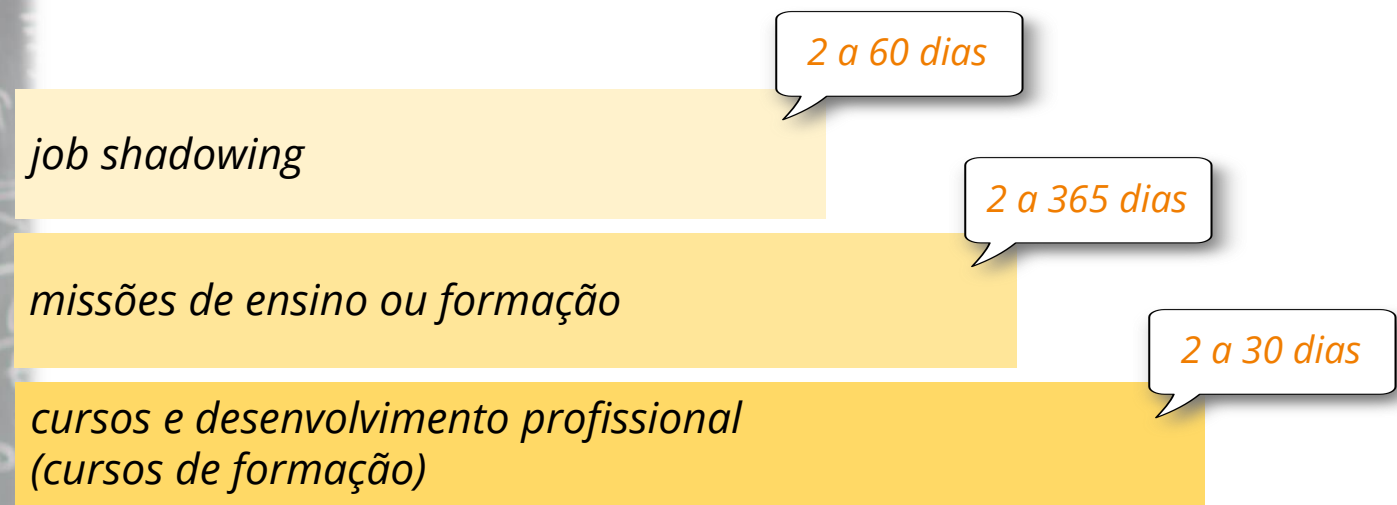 2 a 60 dias
job shadowing
2 a 365 dias
missões de ensino ou formação
2 a 30 dias
cursos e desenvolvimento profissional
(cursos de formação)